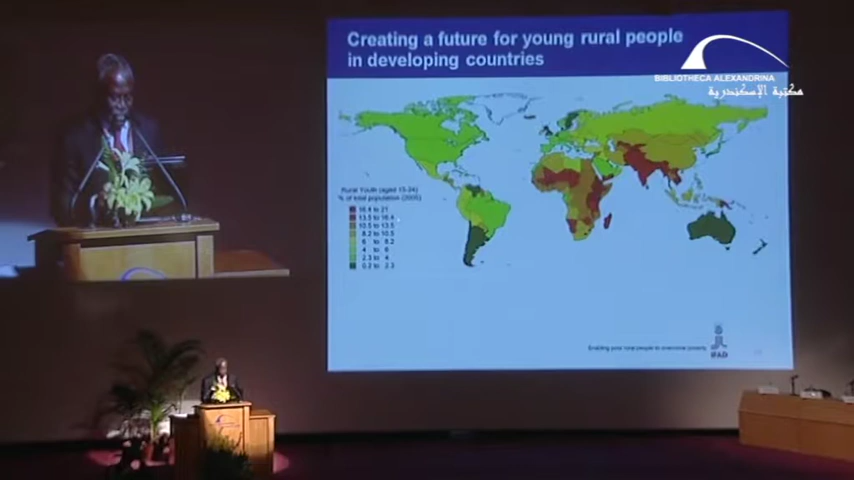 Creating a future for young rural people
in developing countries
BIBLIOTHECA ALEXANDRINA
مكتبة الإسكندرية
Rural Youth (aged 15-24)
% of total population (2005)
16.4 to 21
13.5 to 16.4
10.5 to 13.5
8.2 to 10.5
6 to 8.2
4 to 6
2.3 to 4
0.2 to 2.3
Enabling poor rural people to overcome poverty
IFAD